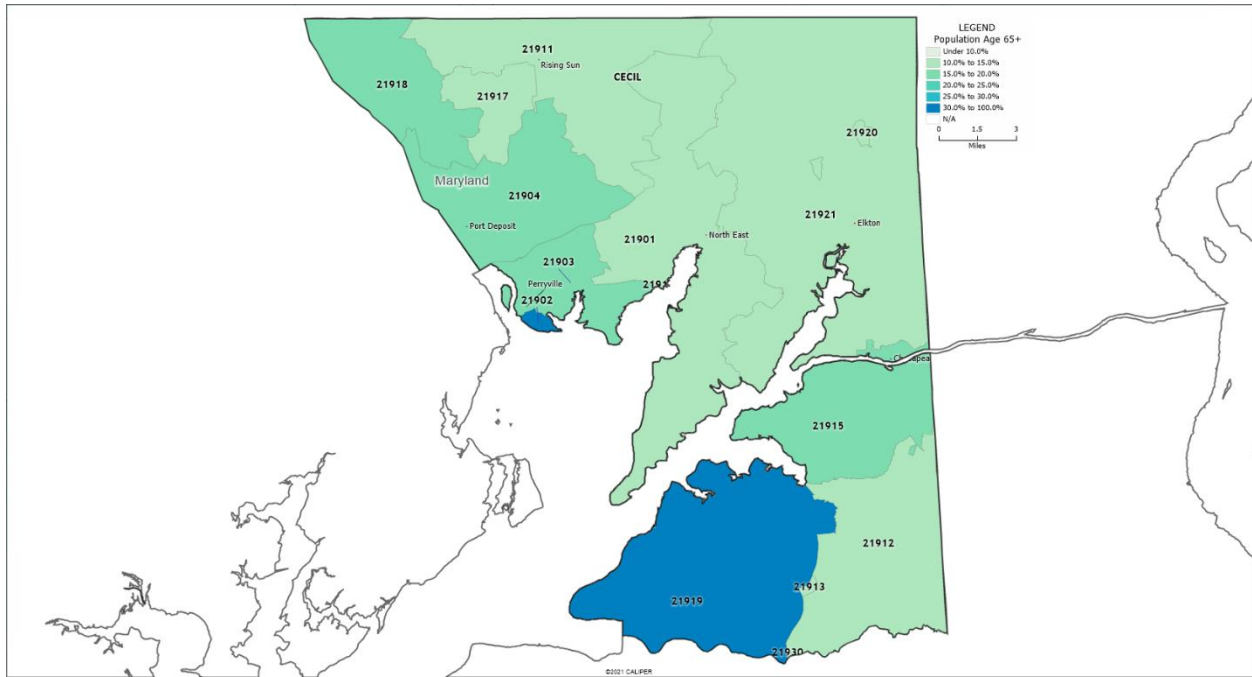 LEGEND
Population Age 65+
Under 10.0%
10.0% to 15.0%
15.0% to 20.0%
20.0% to 25.0%
25.0% to 30.0%
30.0% to 100.0%
N/A
0 1.5 3
Miles
21911
Rising Sun
CECIL
21918
21917
21920
Maryland
21904
21921
Port Deposit
Elkton
21901
North East
21903
Perryville
21902
21915
21912
21913
21919
21930
©2021 CALIPER